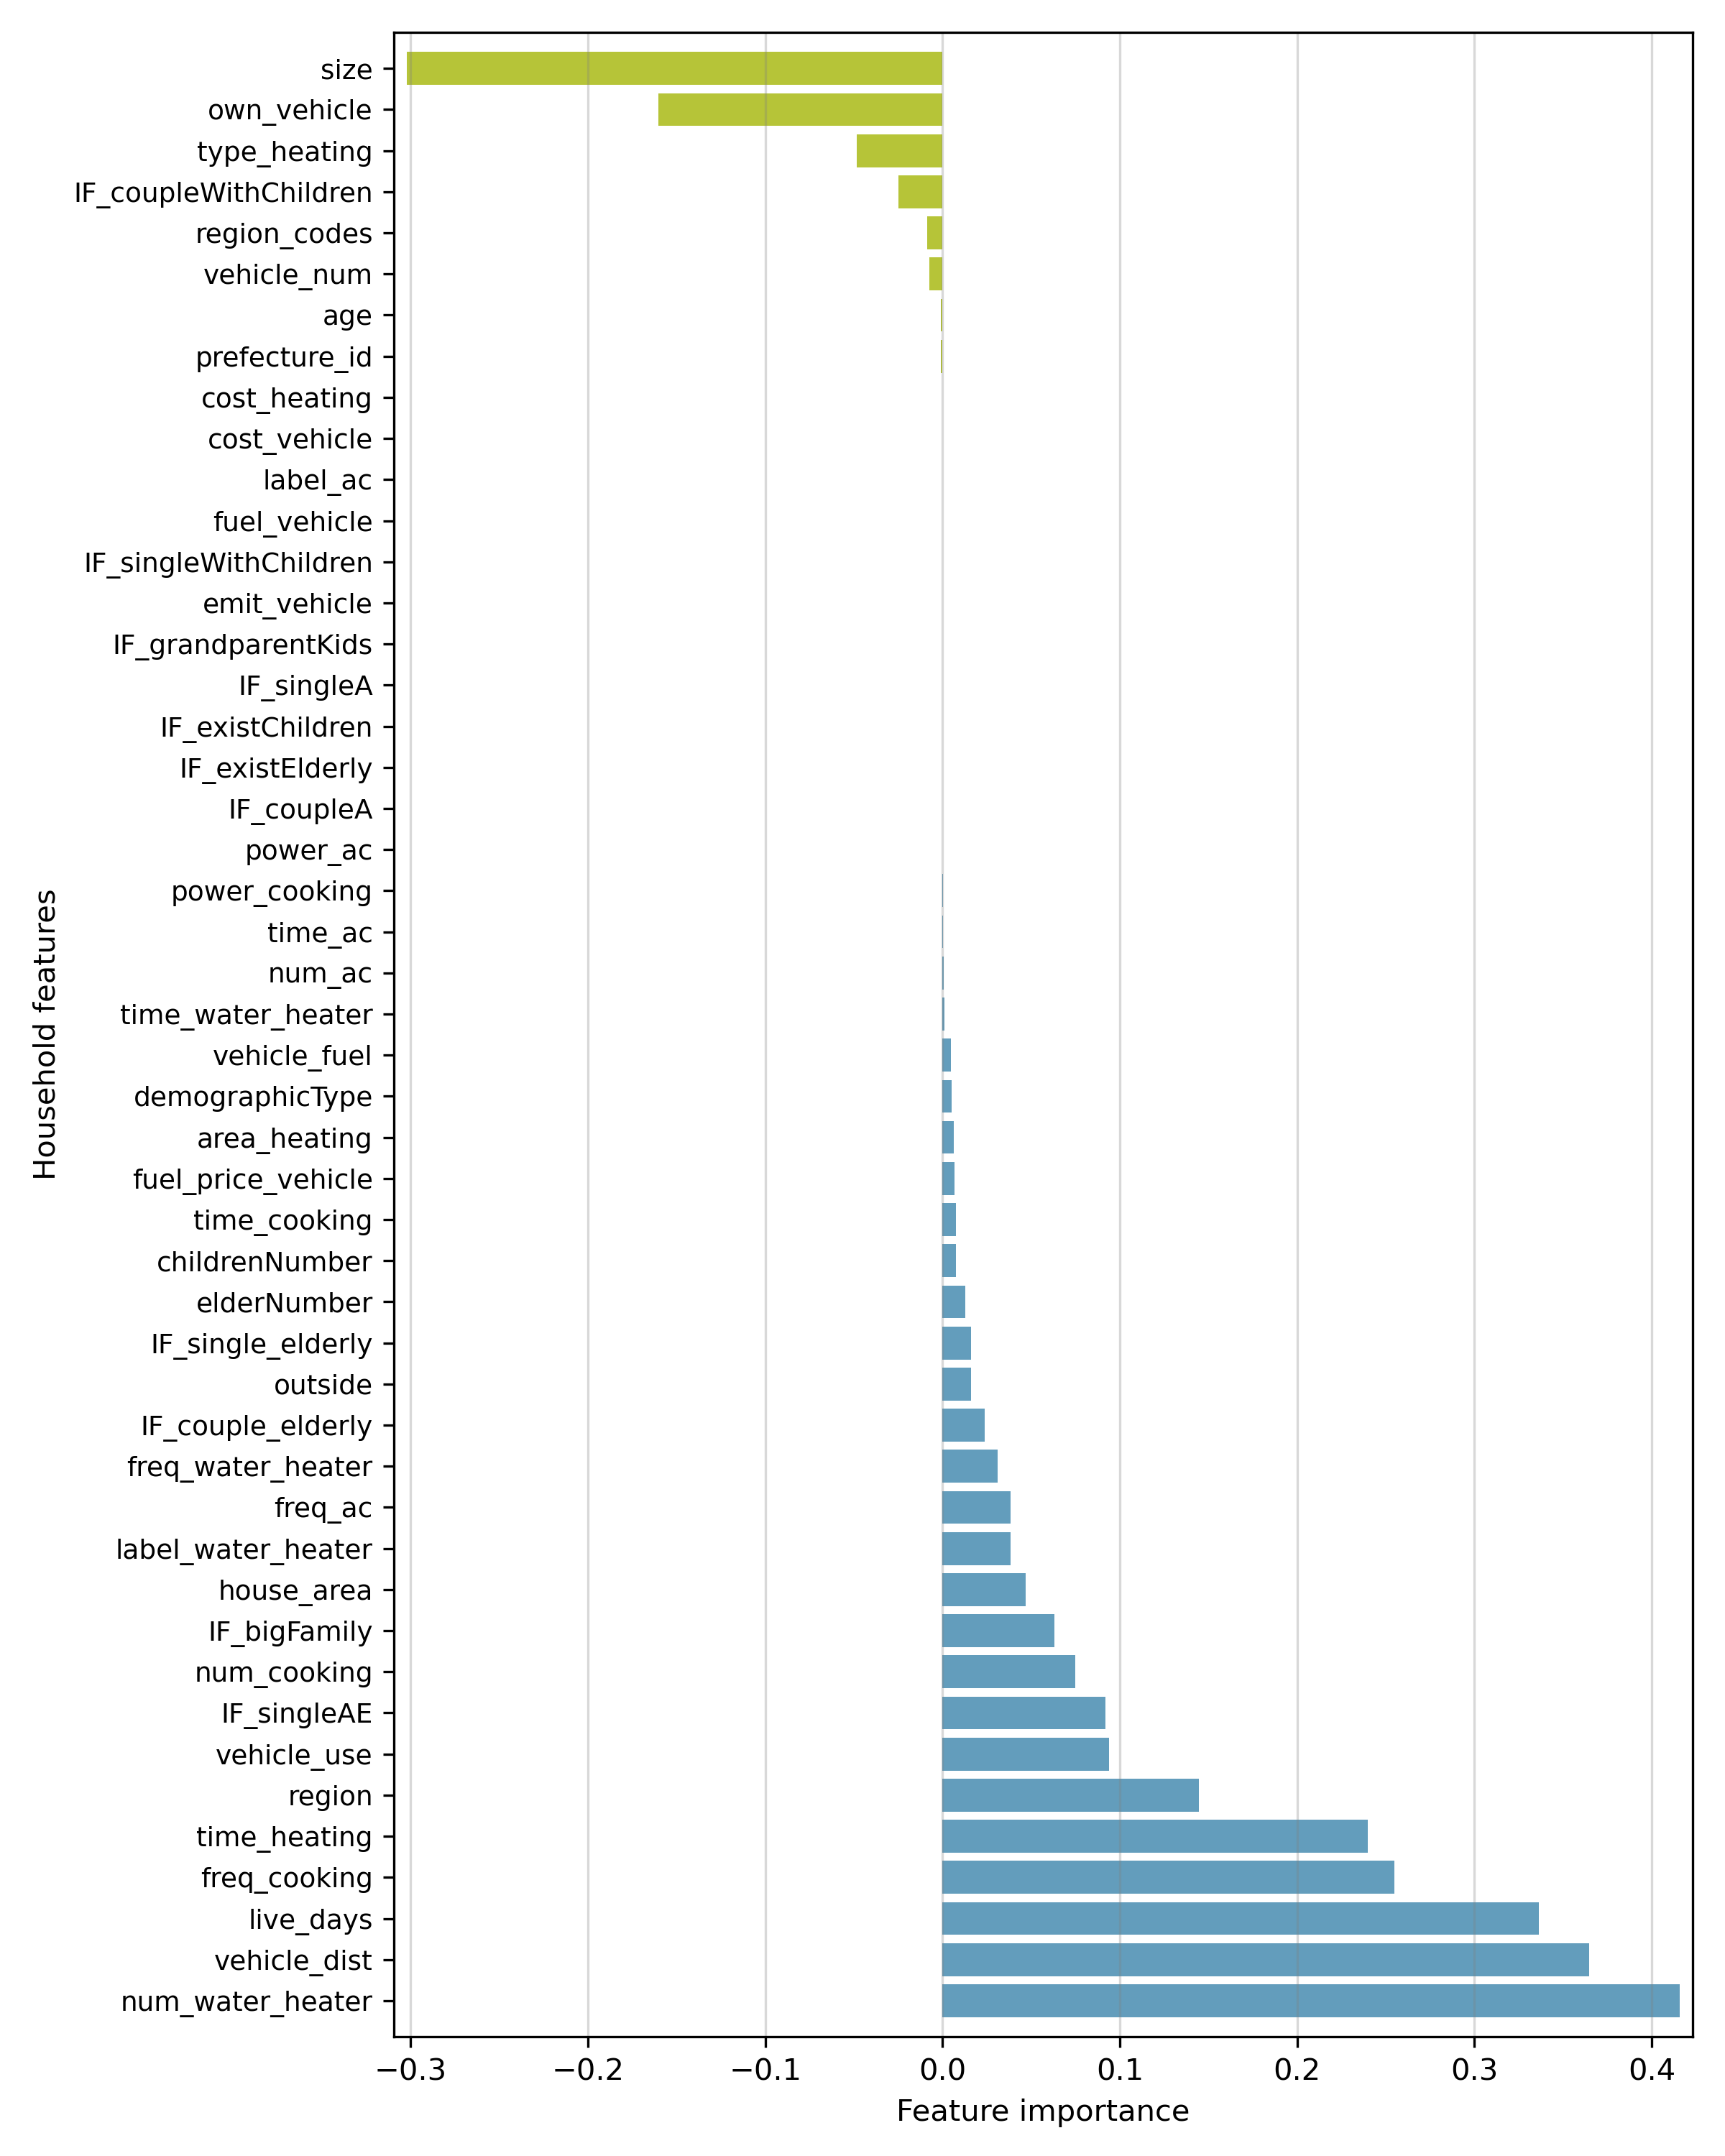 size
own_vehicle
type_heating
IF_coupleWithChildren
region_codes
vehicle_num
age
prefecture_id
cost_heating
cost_vehicle
label_ac
fuel_vehicle
IF_singleWithChildren
emit_vehicle
IF_grandparentKids
IF_singleA
IF_existChildren
IF_existElderly
IF_coupleA
power_ac
power_cooking
time_ac
num_ac
time_water_heater
vehicle_fuel
demographicType
area_heating
fuel_price_vehicle
time_cooking
childrenNumber
elderNumber
IF_single_elderly
outside
IF_couple_elderly
freq_water_heater
freq_ac
label_water_heater
house_area
IF_bigFamily
num_cooking
IF_singleAE
vehicle_use
region
time_heating
freq_cooking
live_days
vehicle_dist
num_water_heater
Household features
−0.3 −0.2 −0.1 0.0 0.1 0.2 0.3 0.4
Feature importance